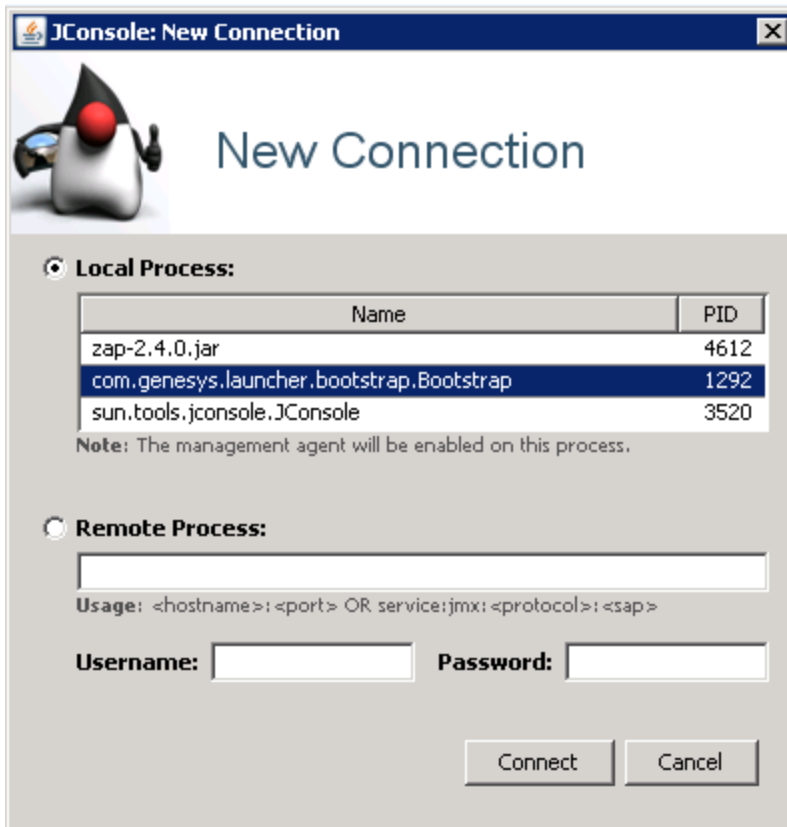 JConsole: New Connection
New Connection
Local Process:
Name PID
zap-2.4.0.jar 4612
com.genesys.launcher.bootstrap.Bootstrap 1292
sun.tools.jconsole.JConsole 3520
Note: The management agent will be enabled on this process.
Remote Process:
Usage: <hostname>:<port> OR service:jmx:<protocol>:<sap>
Username: Password:
Connect Cancel